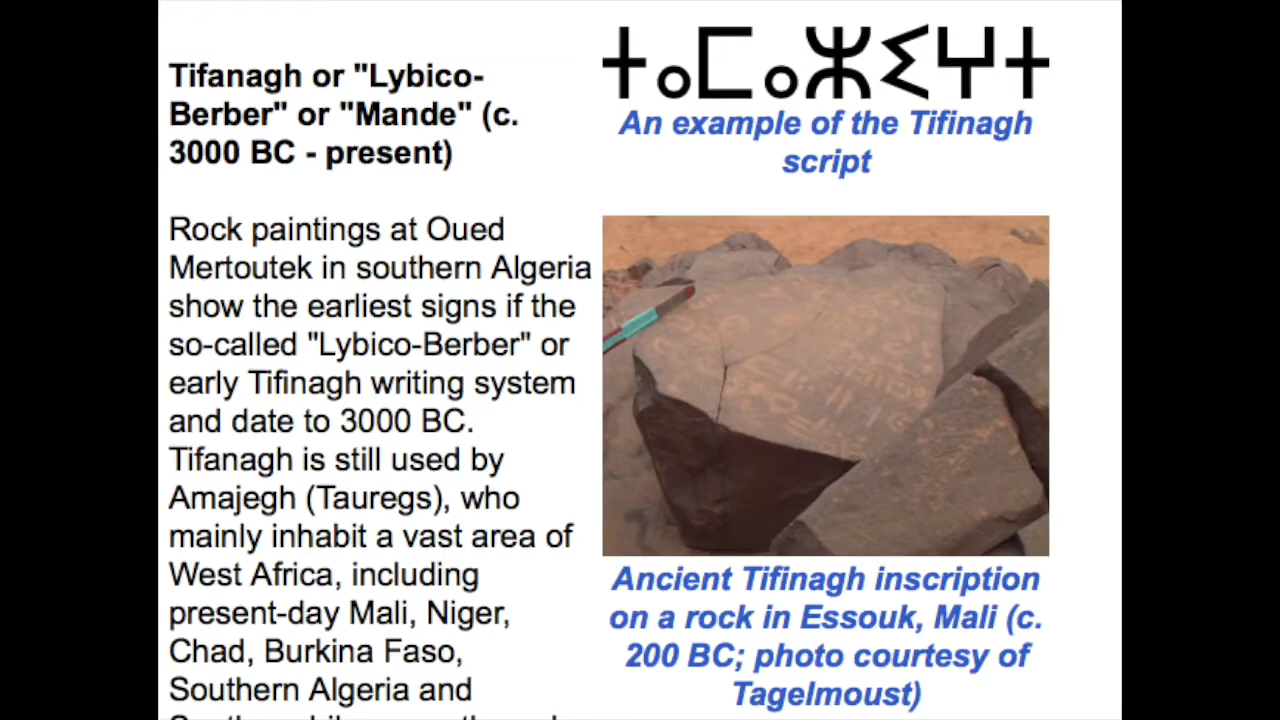 Tifanagh or "Lybico-
Berber" or "Mande" (c.
3000 BC - present)
Rock paintings at Oued
Mertoutek in southern Algeria
show the earliest signs if the
so-called "Lybico-Berber" or
early Tifinagh writing system
and date to 3000 BC.
Tifanagh is still used by
Amajegh (Tauregs), who
mainly inhabit a vast area of
West Africa, including
present-day Mali, Niger,
Chad, Burkina Faso,
Southern Algeria and
ⵜⴰⵎⴰⵣⵉⵖⵜ
An example of the Tifinagh
script
Ancient Tifinagh inscription
on a rock in Essouk, Mali (c.
200 BC; photo courtesy of
Tagelmoust)